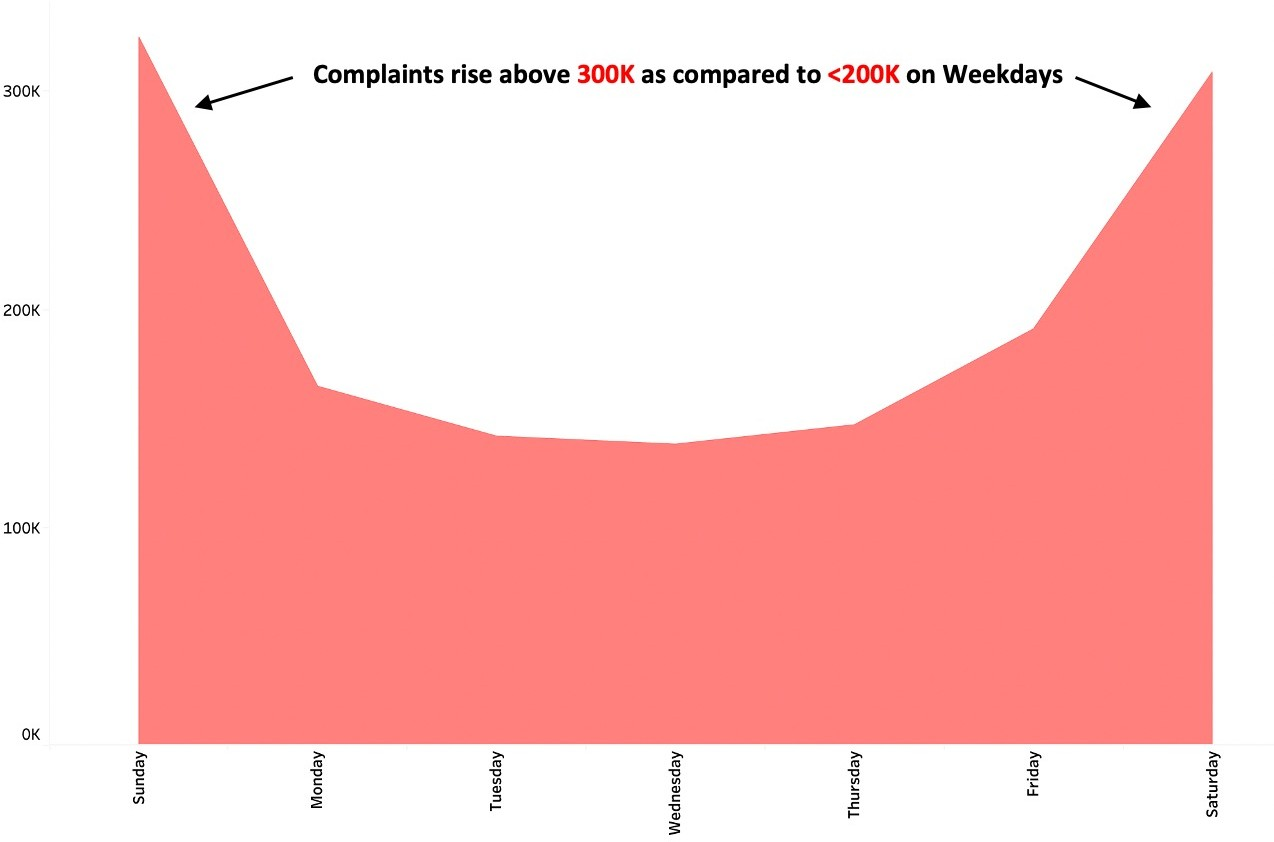 Complaints rise above 300K as compared to <200K on Weekdays
300K
200K
100K
0K
Sunday
Monday
Tuesday
Wednesday
Thursday
Friday
Saturday